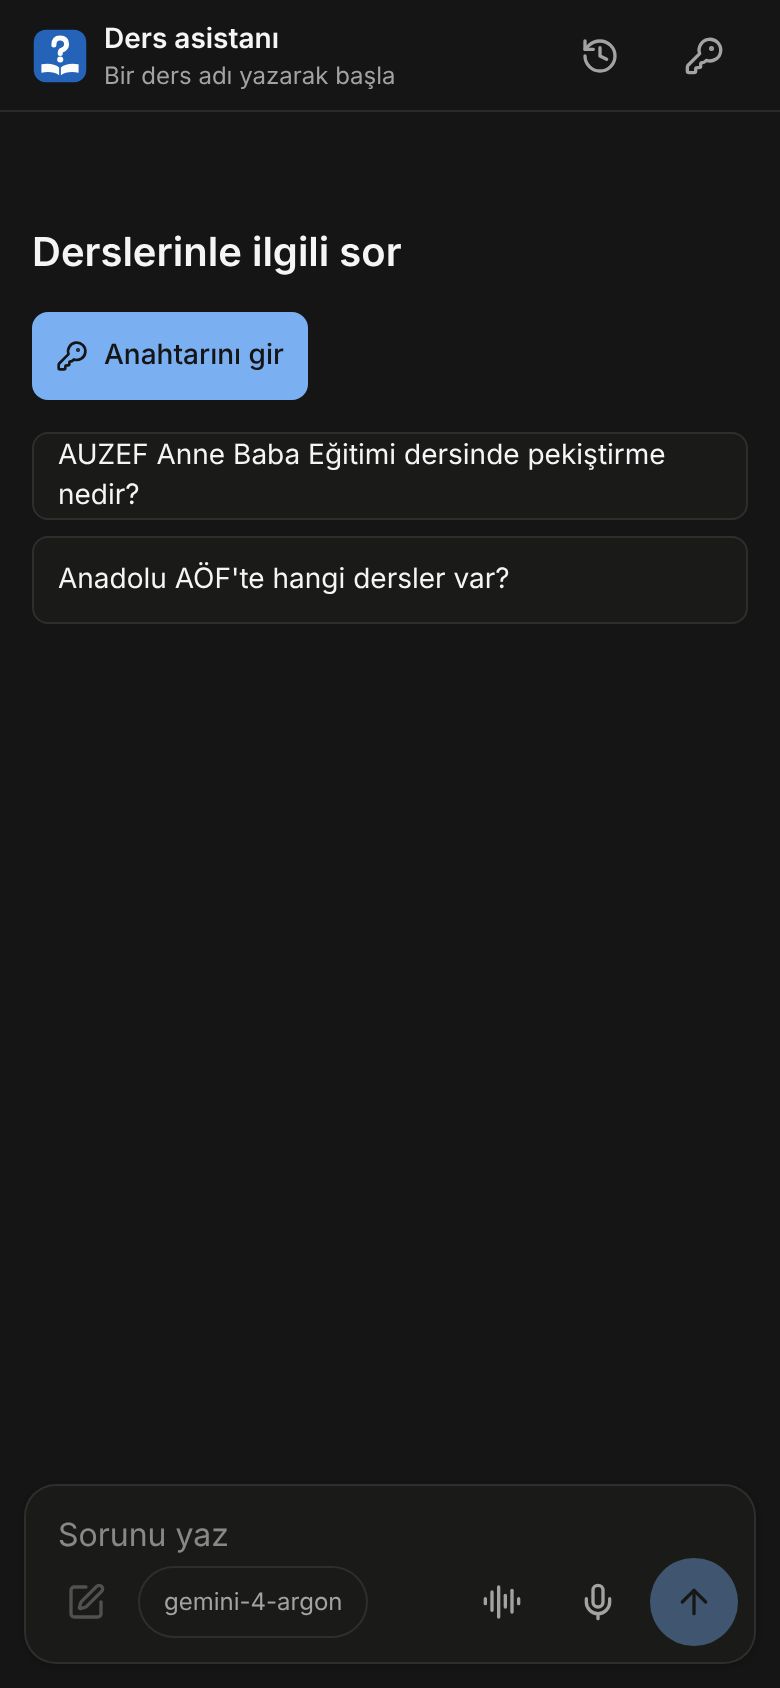 Ders asistanı
Bir ders adı yazarak başla
Derslerinle ilgili sor
Anahtarını gir
AUZEF Anne Baba Eğitimi dersinde pekiştirme
nedir?
Anadolu AÖF'te hangi dersler var?
Sorunu yaz
gemini-4-argon